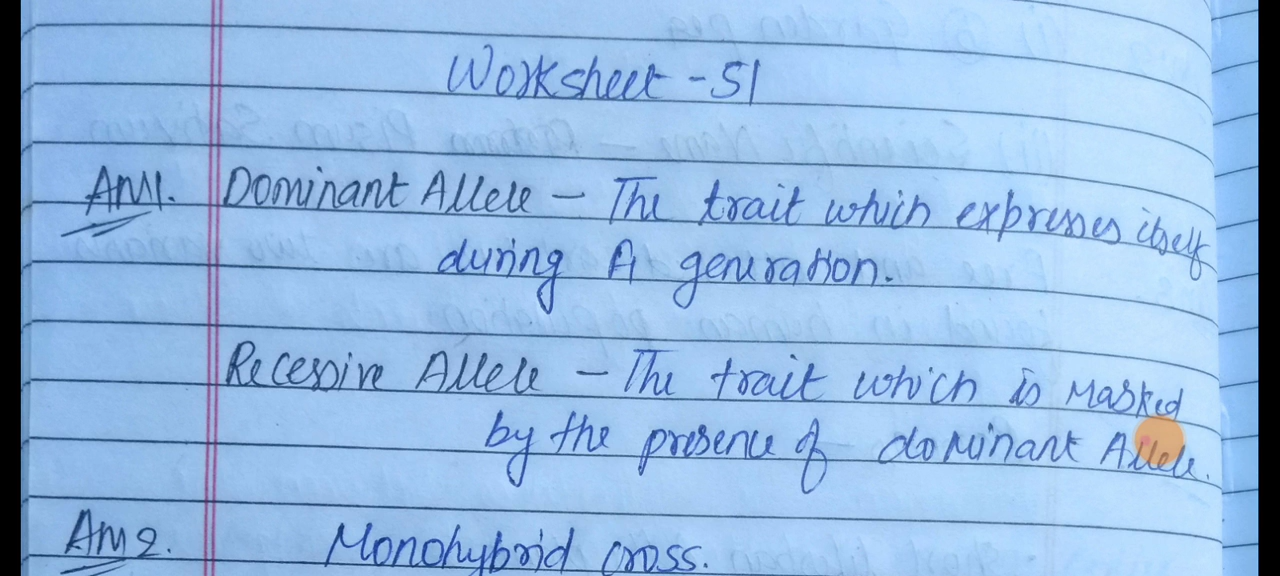 Worksheet - 51
Ans1. Dominant Allele - The trait which expresses itself
during F1 generation.
Recessive Allele - The trait which is masked
by the presence of dominant Allele.
Ans2. Monohybrid cross.